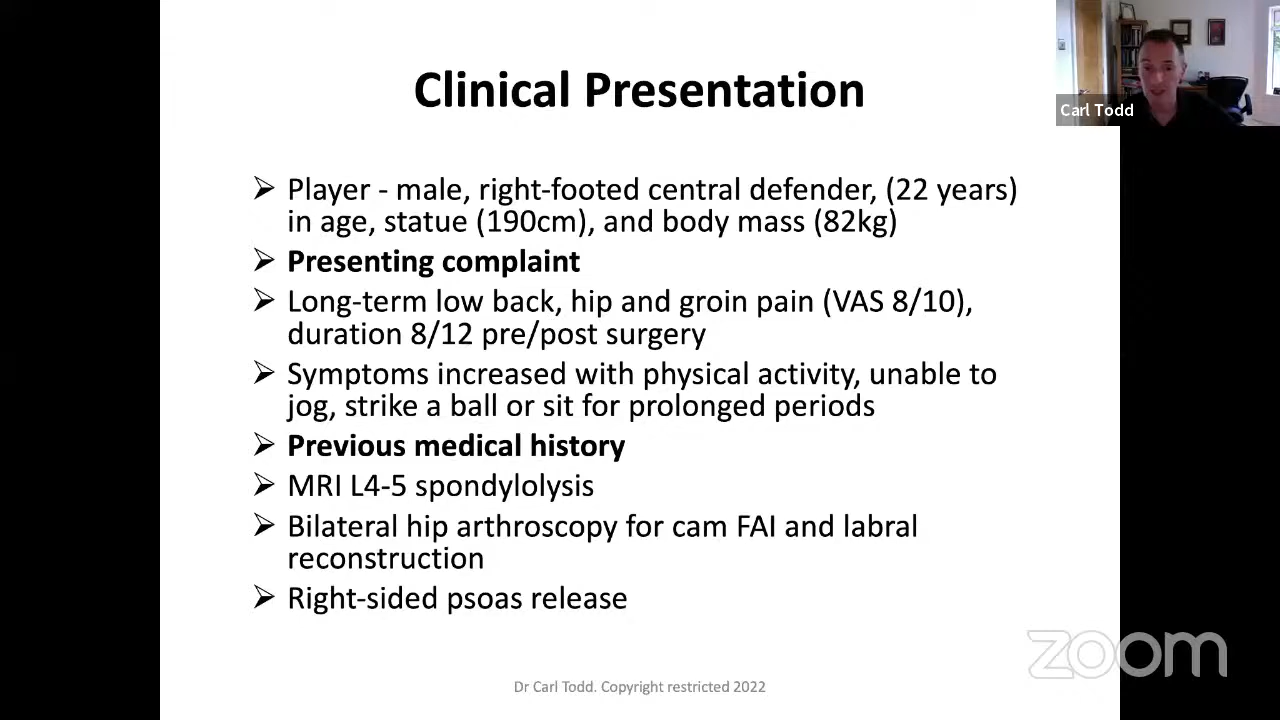 Clinical Presentation
Carl Todd
➢ Player - male, right-footed central defender, (22 years)
in age, statue (190cm), and body mass (82kg)
➢ Presenting complaint
➢ Long-term low back, hip and groin pain (VAS 8/10),
duration 8/12 pre/post surgery
➢ Symptoms increased with physical activity, unable to
jog, strike a ball or sit for prolonged periods
➢ Previous medical history
➢ MRI L4-5 spondylolysis
➢ Bilateral hip arthroscopy for cam FAI and labral
reconstruction
➢ Right-sided psoas release
zoom
Dr Carl Todd. Copyright restricted 2022